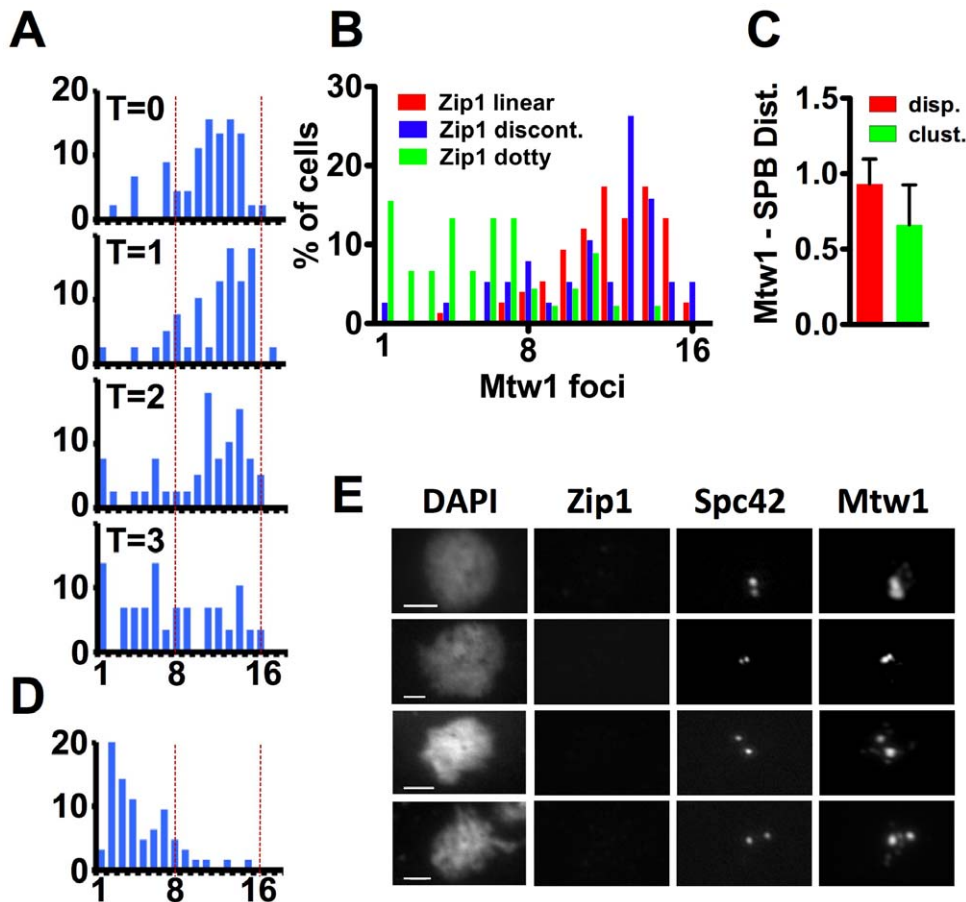 A
20
10
0
T=0
10
0
T=1
10
0
T=2
10
0
T=3
1 8 16
B
30
20
10
0
% of cells
Zip1 linear
Zip1 discont.
Zip1 dotty
1 8 16
Mtw1 foci
C
1.5
1.0
0.5
0.0
Mtw1 - SPB Dist.
disp.
clust.
D
20
10
0
1 8 16
E
DAPI Zip1 Spc42 Mtw1